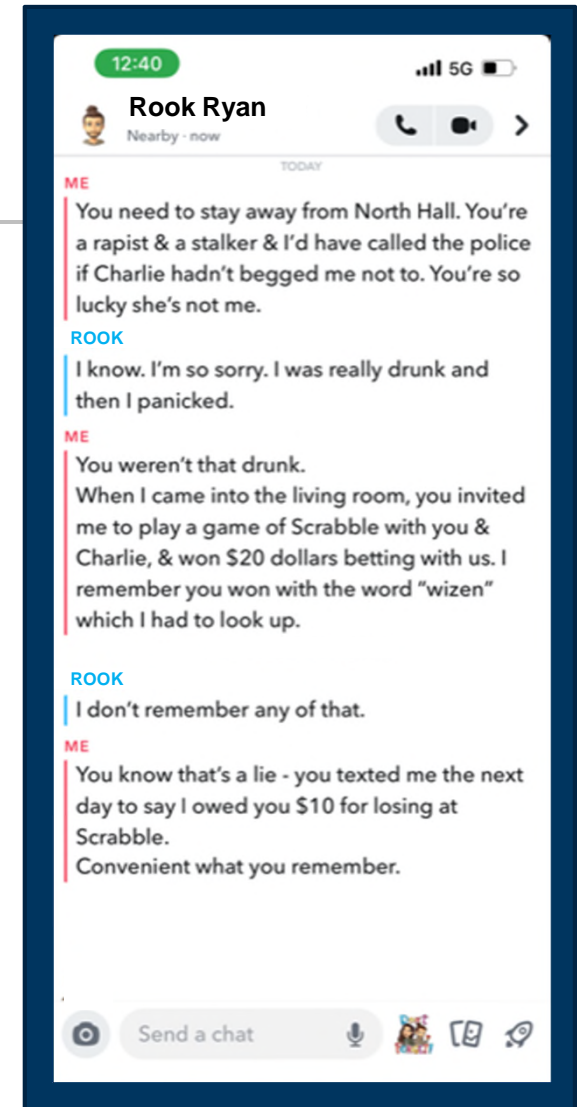 12:40
5G
Rook Ryan
Nearby · now
TODAY
ME
You need to stay away from North Hall. You’re
a rapist & a stalker & I’d have called the police
if Charlie hadn’t begged me not to. You’re so
lucky she’s not me.
ROOK
I know. I’m so sorry. I was really drunk and
then I panicked.
ME
You weren’t that drunk.
When I came into the living room, you invited
me to play a game of Scrabble with you &
Charlie, & won $20 dollars betting with us. I
remember you won with the word “wizen”
which I had to look up.
ROOK
I don’t remember any of that.
ME
You know that’s a lie - you texted me the next
day to say I owed you $10 for losing at
Scrabble.
Convenient what you remember.
Send a chat